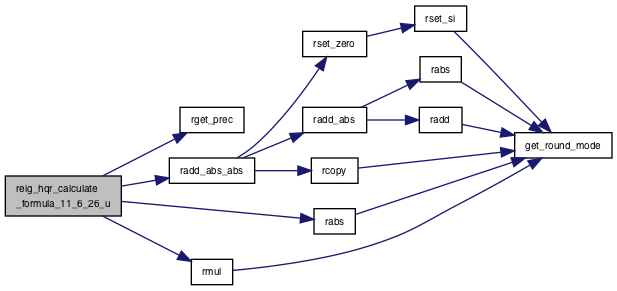 reig_hqr_calculate
_formula_11_6_26_u
rget_prec
radd_abs_abs
rset_zero
rset_si
radd_abs
rabs
radd
rcopy
rabs
rmul
get_round_mode